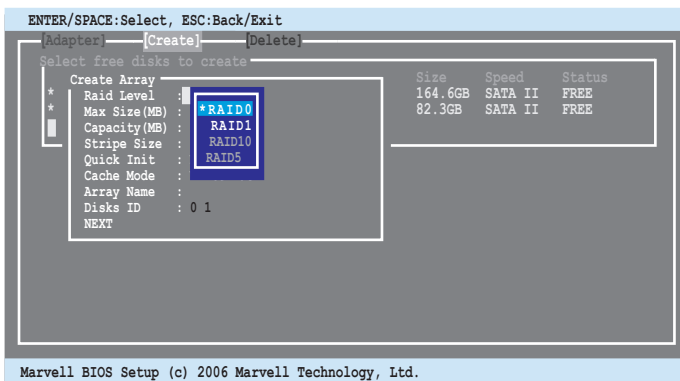 ENTER/SPACE:Select, ESC:Back/Exit
[Adapter] [Create] [Delete]
Select free disks to create
Create Array
Size Speed Status
* Raid Level : 164.6GB SATA II FREE
* Max Size(MB) : *RAID0 82.3GB SATA II FREE
Capacity(MB) : RAID1
Stripe Size : RAID10
Quick Init : RAID5
Cache Mode :
Array Name :
Disks ID : 0 1
NEXT
Marvell BIOS Setup (c) 2006 Marvell Technology, Ltd.